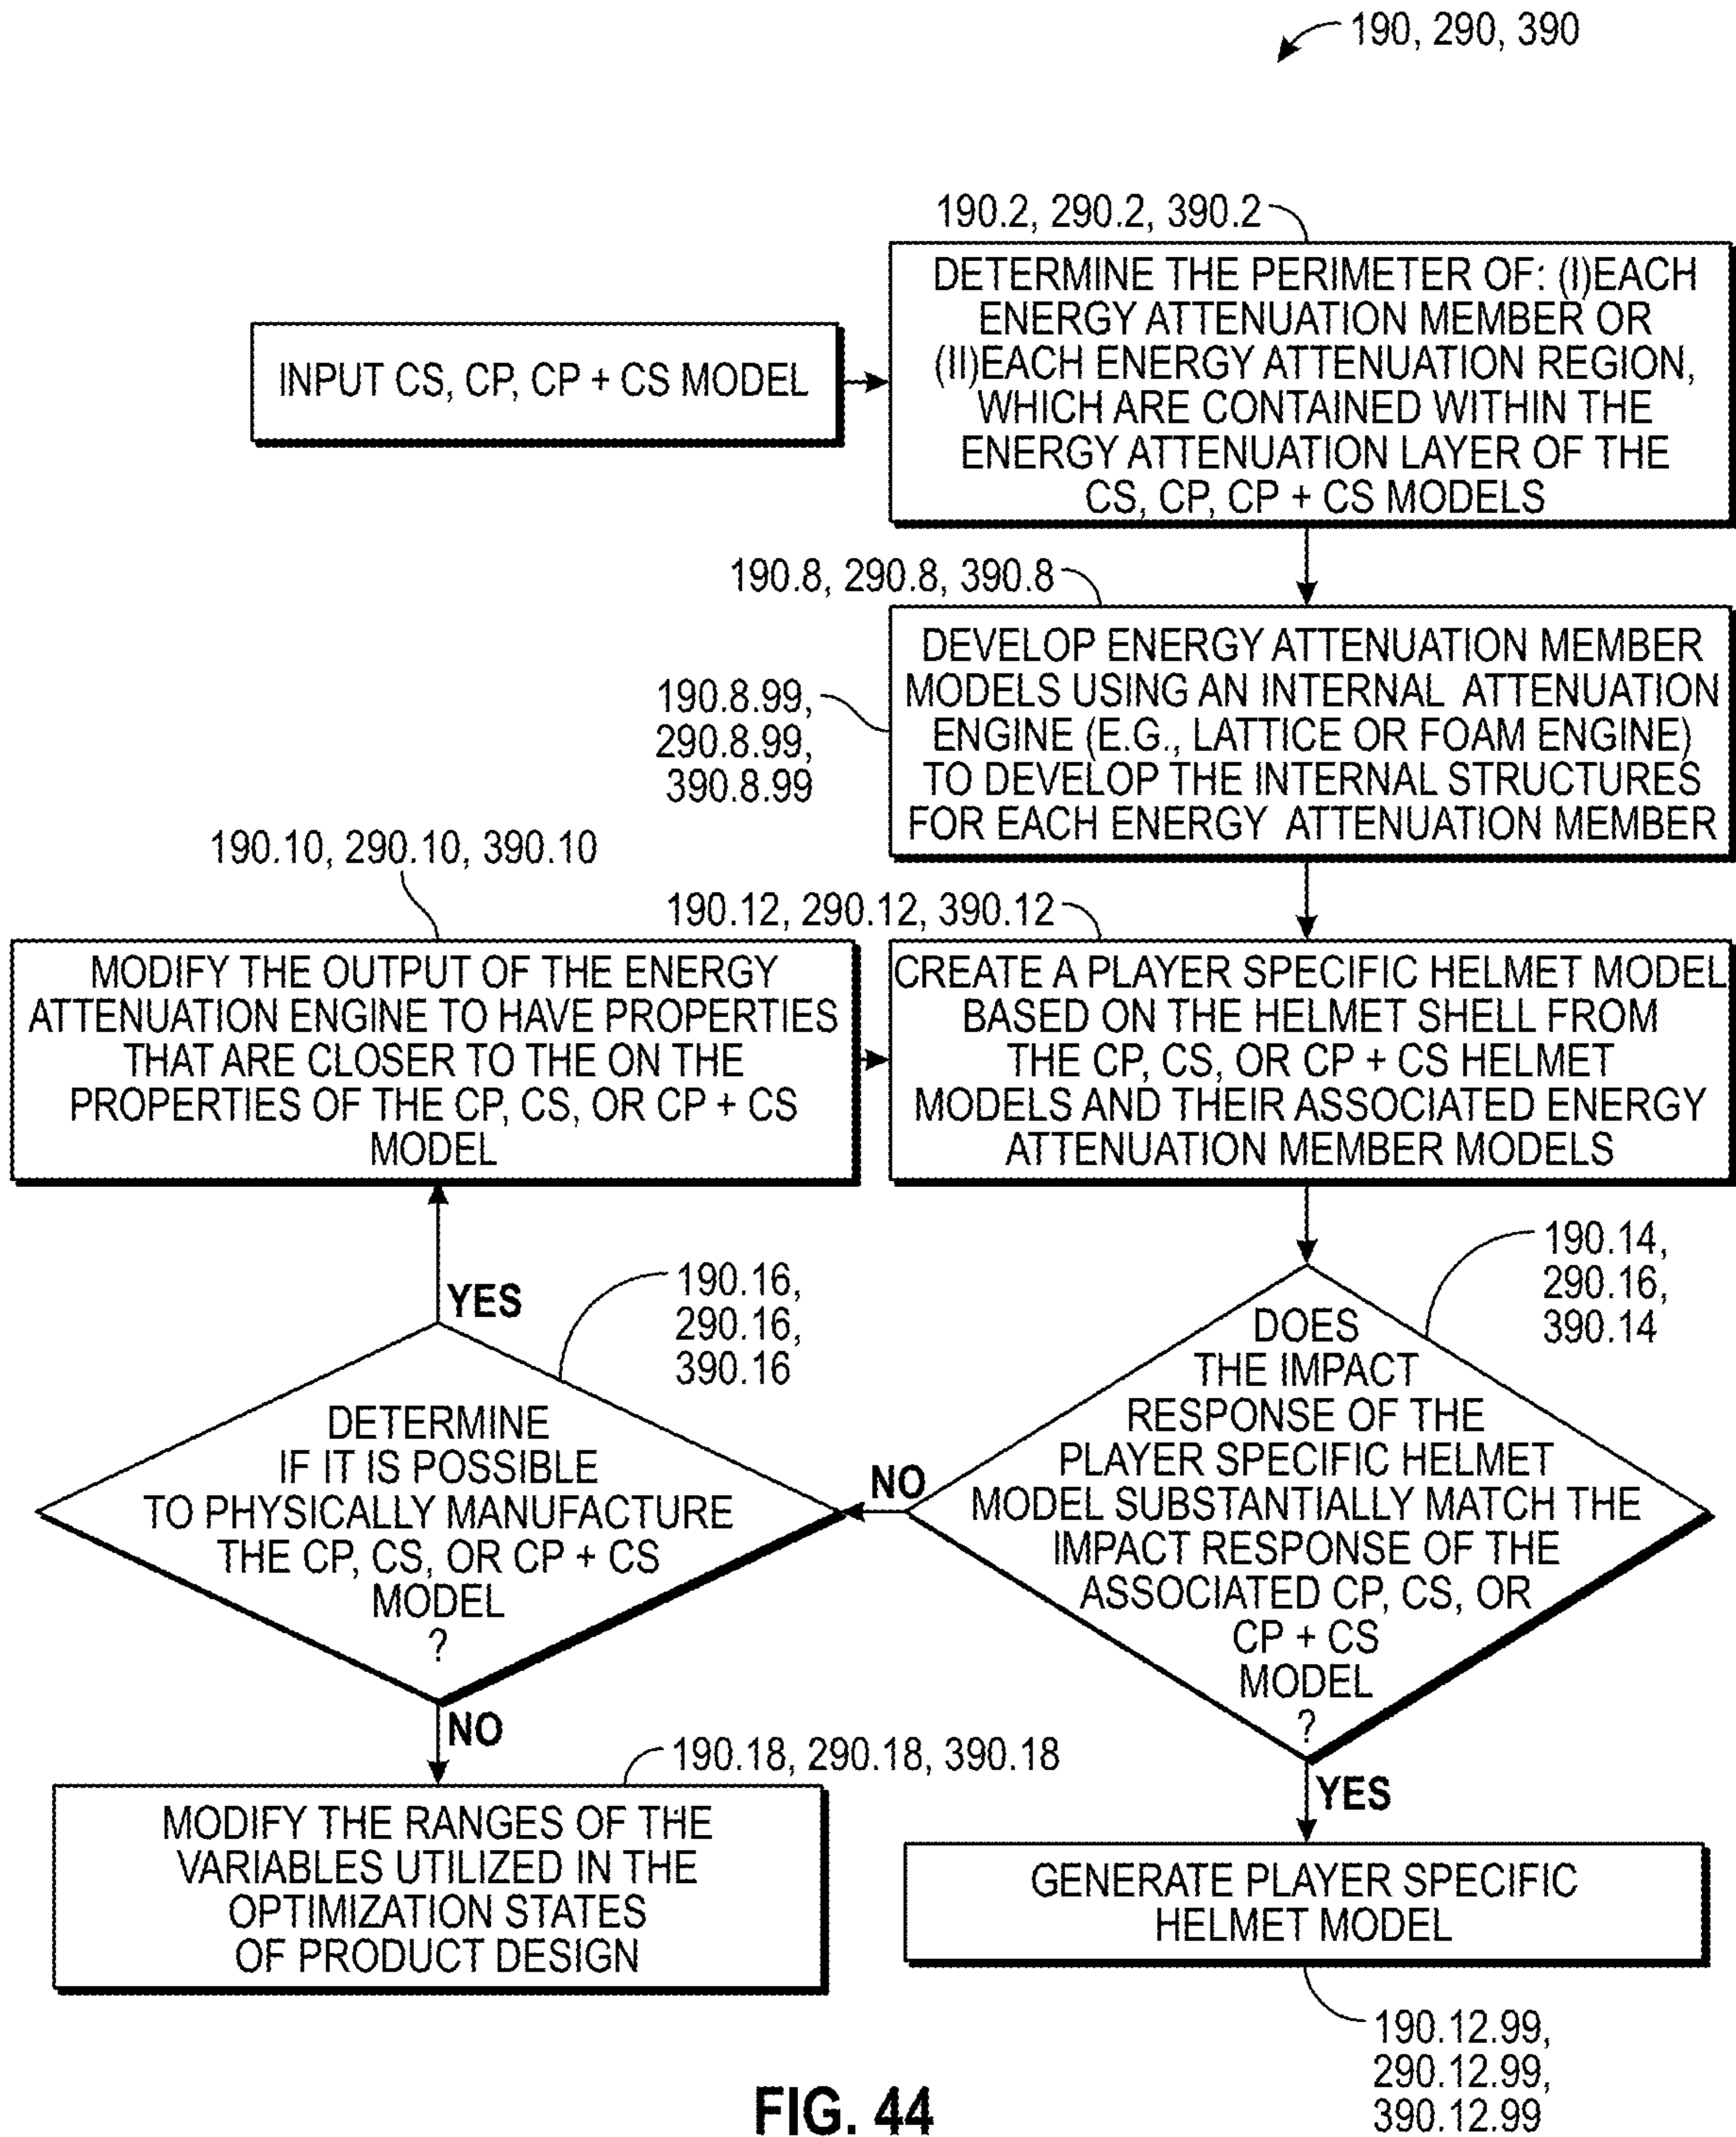 190, 290, 390
190.2, 290.2, 390.2
DETERMINE THE PERIMETER OF: (I)EACH
ENERGY ATTENUATION MEMBER OR
(II)EACH ENERGY ATTENUATION REGION,
WHICH ARE CONTAINED WITHIN THE
ENERGY ATTENUATION LAYER OF THE
CS, CP, CP + CS MODELS
INPUT CS, CP, CP + CS MODEL
190.8, 290.8, 390.8
DEVELOP ENERGY ATTENUATION MEMBER
MODELS USING AN INTERNAL ATTENUATION
ENGINE (E.G., LATTICE OR FOAM ENGINE)
TO DEVELOP THE INTERNAL STRUCTURES
FOR EACH ENERGY ATTENUATION MEMBER
190.8.99,
290.8.99,
390.8.99
190.10, 290.10, 390.10
190.12, 290.12, 390.12
MODIFY THE OUTPUT OF THE ENERGY
ATTENUATION ENGINE TO HAVE PROPERTIES
THAT ARE CLOSER TO THE ON THE
PROPERTIES OF THE CP, CS, OR CP + CS
MODEL
CREATE A PLAYER SPECIFIC HELMET MODEL
BASED ON THE HELMET SHELL FROM
THE CP, CS, OR CP + CS HELMET
MODELS AND THEIR ASSOCIATED ENERGY
ATTENUATION MEMBER MODELS
190.14,
290.16,
390.14
190.16,
290.16,
390.16
YES
DOES
THE IMPACT
RESPONSE OF THE
PLAYER SPECIFIC HELMET
MODEL SUBSTANTIALLY MATCH THE
IMPACT RESPONSE OF THE
ASSOCIATED CP, CS, OR
CP + CS
MODEL
?
NO
DETERMINE
IF IT IS POSSIBLE
TO PHYSICALLY MANUFACTURE
THE CP, CS, OR CP + CS
MODEL
?
NO
190.18, 290.18, 390.18
YES
MODIFY THE RANGES OF THE
VARIABLES UTILIZED IN THE
OPTIMIZATION STATES
OF PRODUCT DESIGN
GENERATE PLAYER SPECIFIC
HELMET MODEL
190.12.99,
290.12.99,
390.12.99
FIG. 44